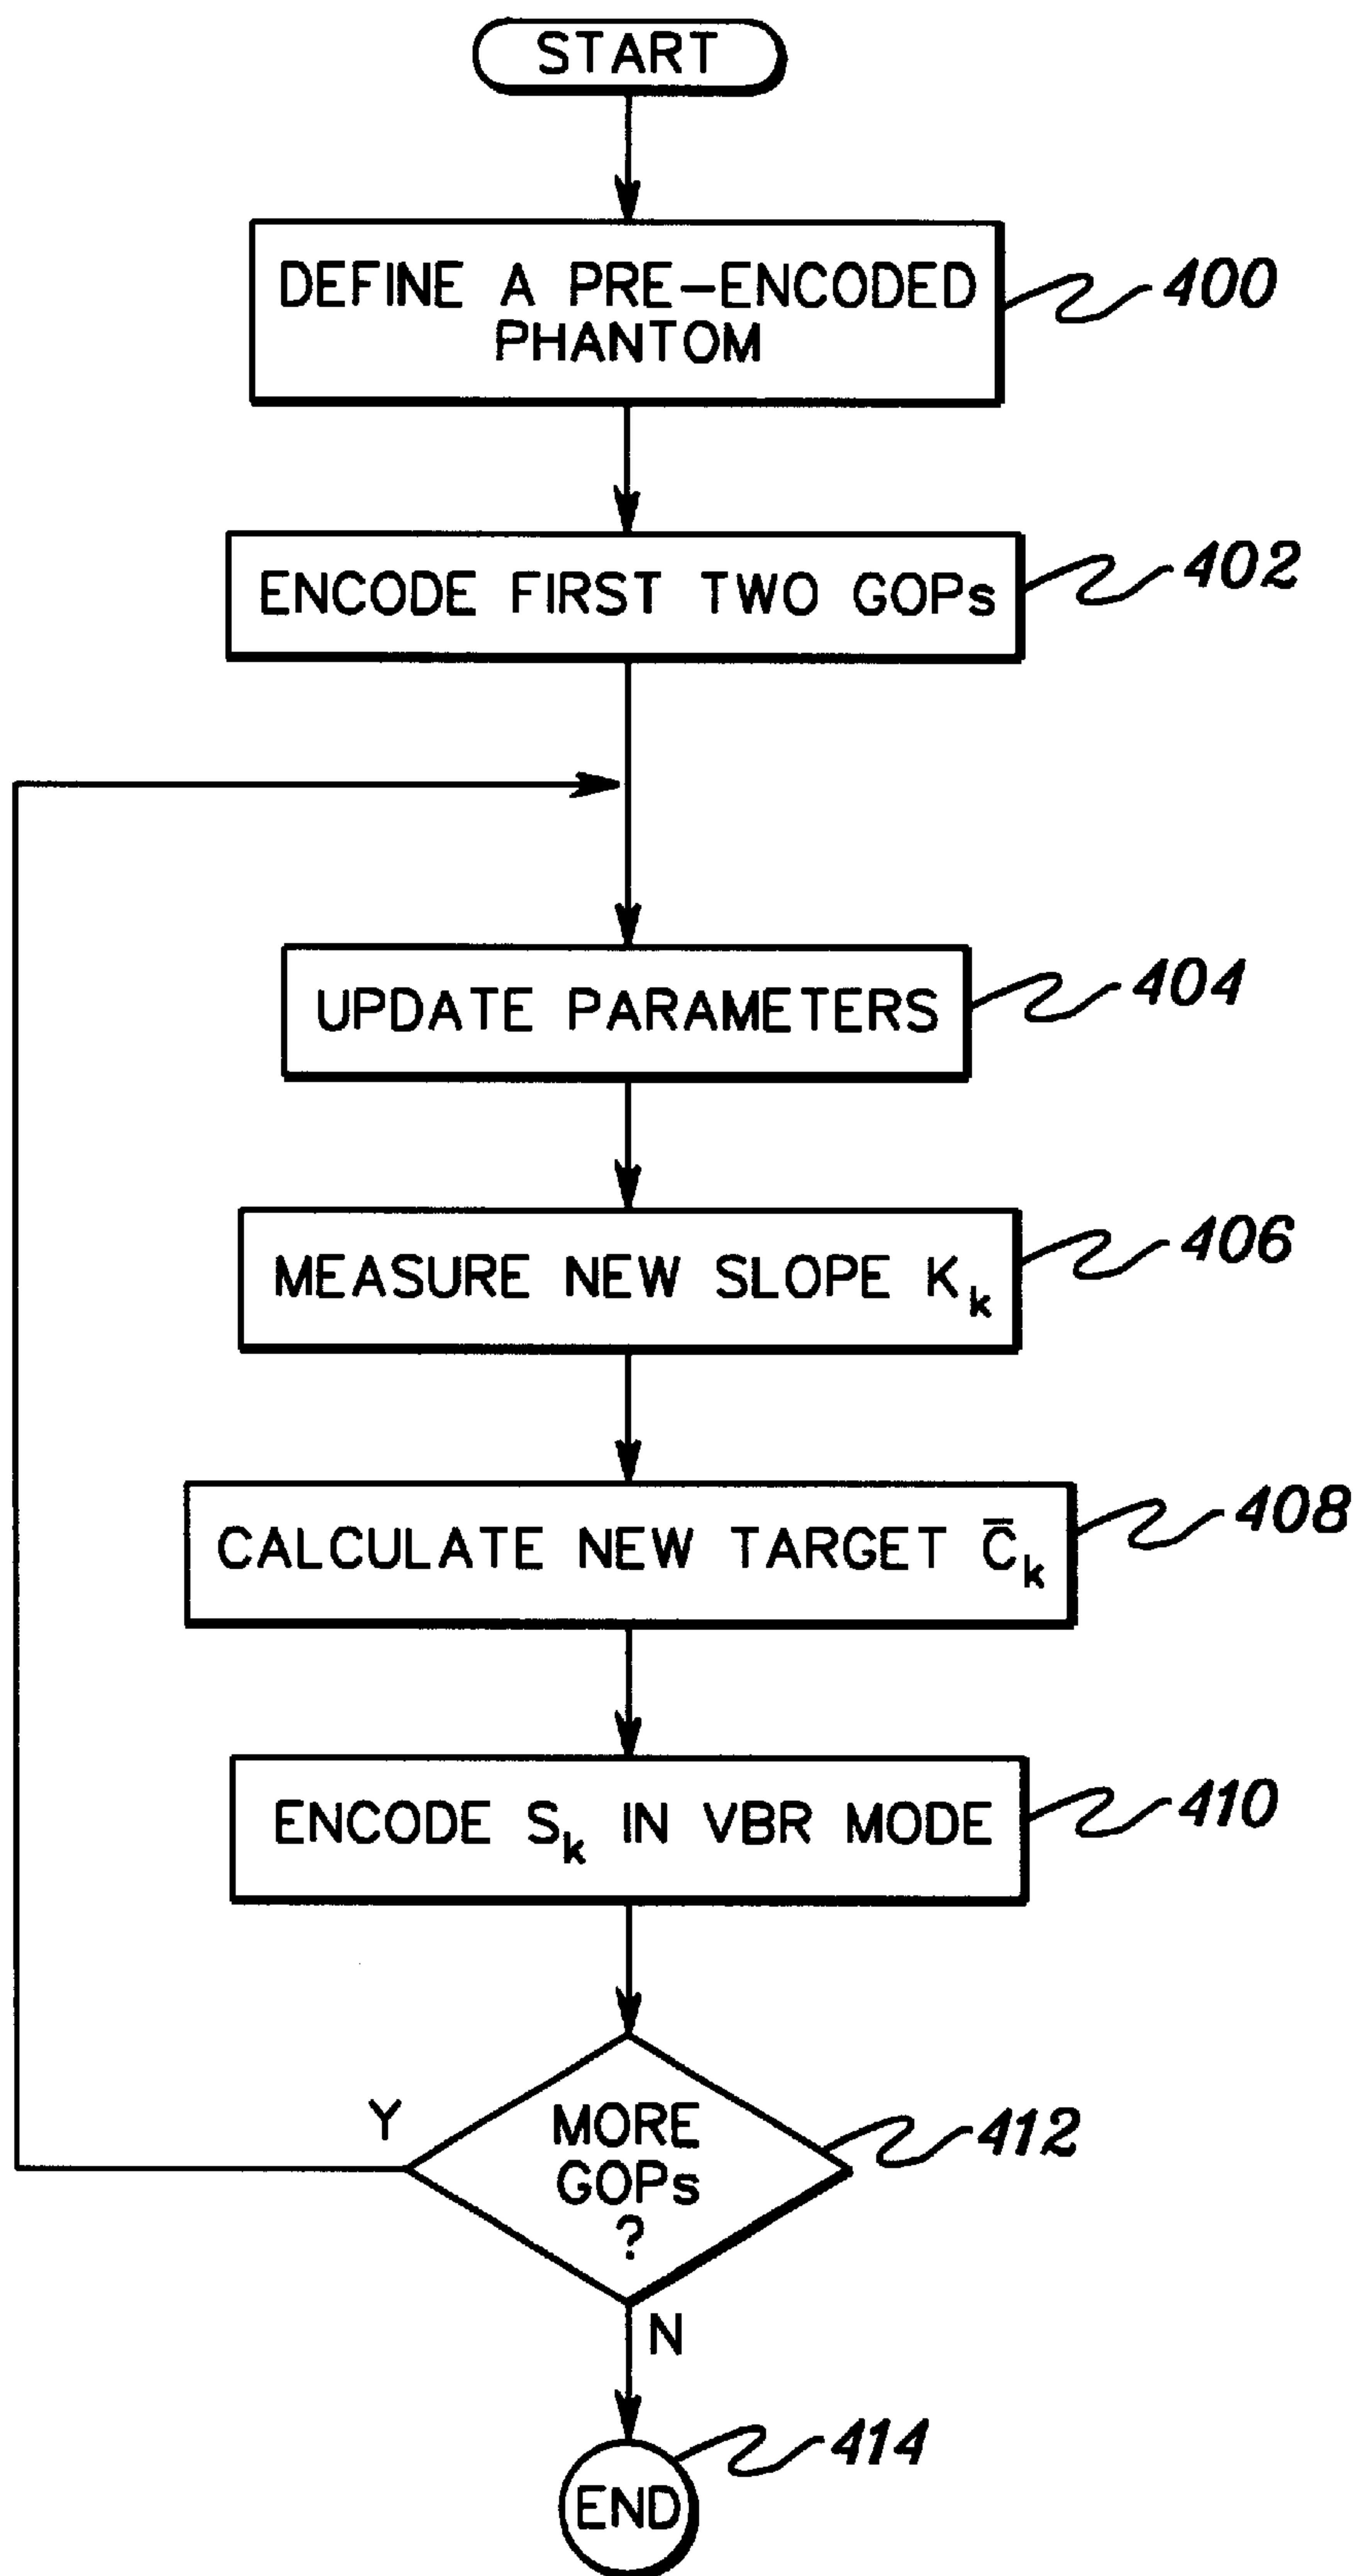 START
DEFINE A PRE-ENCODED
PHANTOM
400
ENCODE FIRST TWO GOPs
402
UPDATE PARAMETERS
404
MEASURE NEW SLOPE Kₖ
406
CALCULATE NEW TARGET C̅ₖ
408
ENCODE Sₖ IN VBR MODE
410
Y
MORE
GOPs
?
412
N
END
414